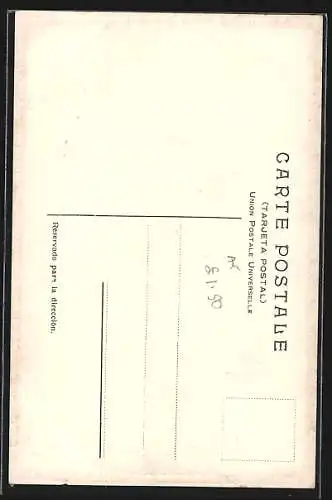 CARTE POSTALE
(TARJETA POSTAL)
UNION POSTALE UNIVERSELLE
Reservado para la dirección.